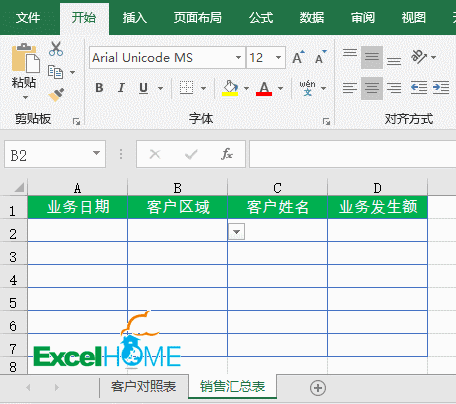 文件 开始 插入 页面布局 公式 数据 审阅 视图
Arial Unicode MS 12 A A
粘贴 B I U A wén
剪贴板 字体 对齐方式
B2 fx
A B C D
1 业务日期 客户区域 客户姓名 业务发生额
2
3
4
5
6
7
8
ExcelHOME
客户对照表 销售汇总表